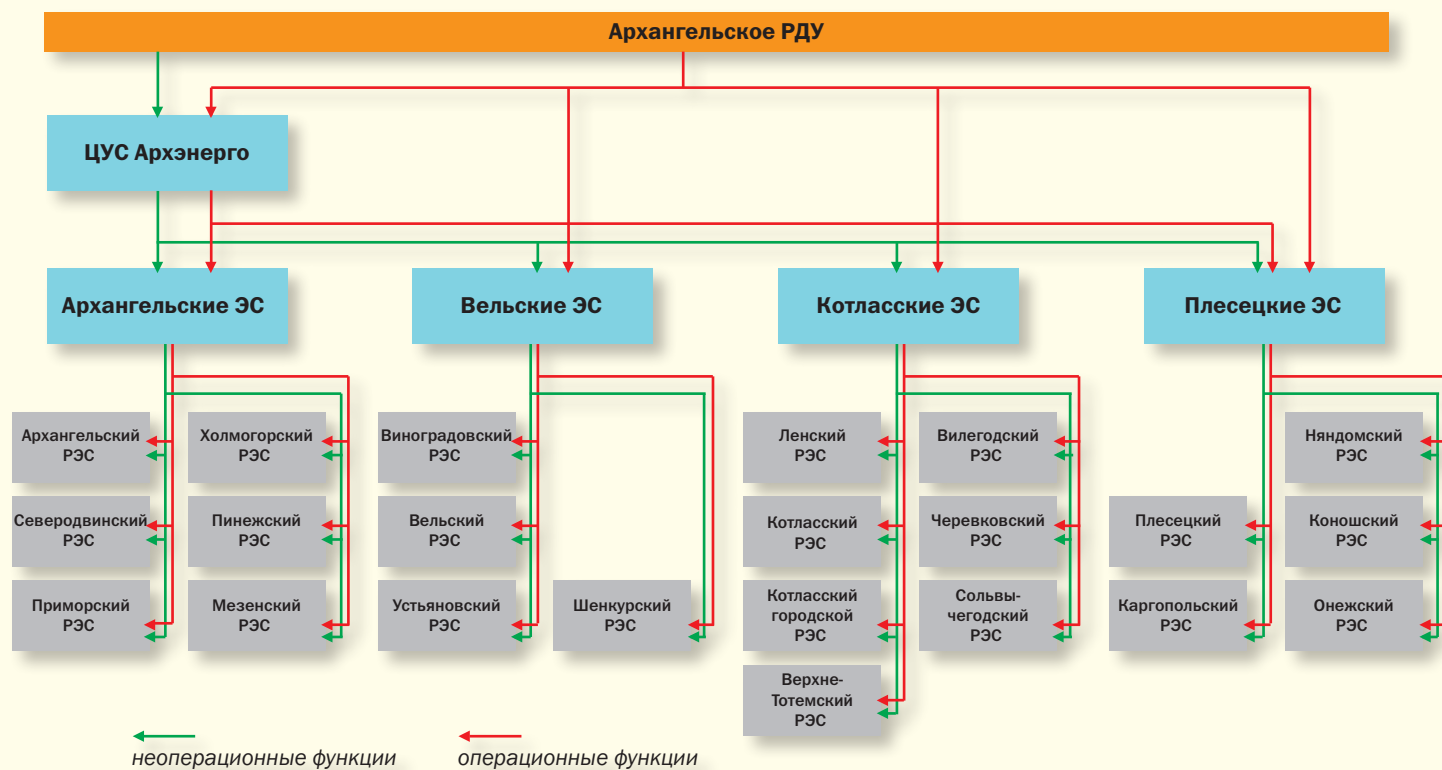 Архангельское РДУ
ЦУС Архэнерго
Архангельские ЭС
Вельские ЭС
Котласские ЭС
Плесецкие ЭС
Архангельский
РЭС
Холмогорский
РЭС
Виноградовский
РЭС
Ленский
РЭС
Вилегодский
РЭС
Няндомский
РЭС
Северодвинский
РЭС
Пинежский
РЭС
Вельский
РЭС
Котласский
РЭС
Черевковский
РЭС
Плесецкий
РЭС
Коношский
РЭС
Приморский
РЭС
Мезенский
РЭС
Устьяновский
РЭС
Шенкурский
РЭС
Котласский
городской
РЭС
Сольвы-
чегодский
РЭС
Каргопольский
РЭС
Онежский
РЭС
Верхне-
Тотемский
РЭС
неоперационные функции
операционные функции